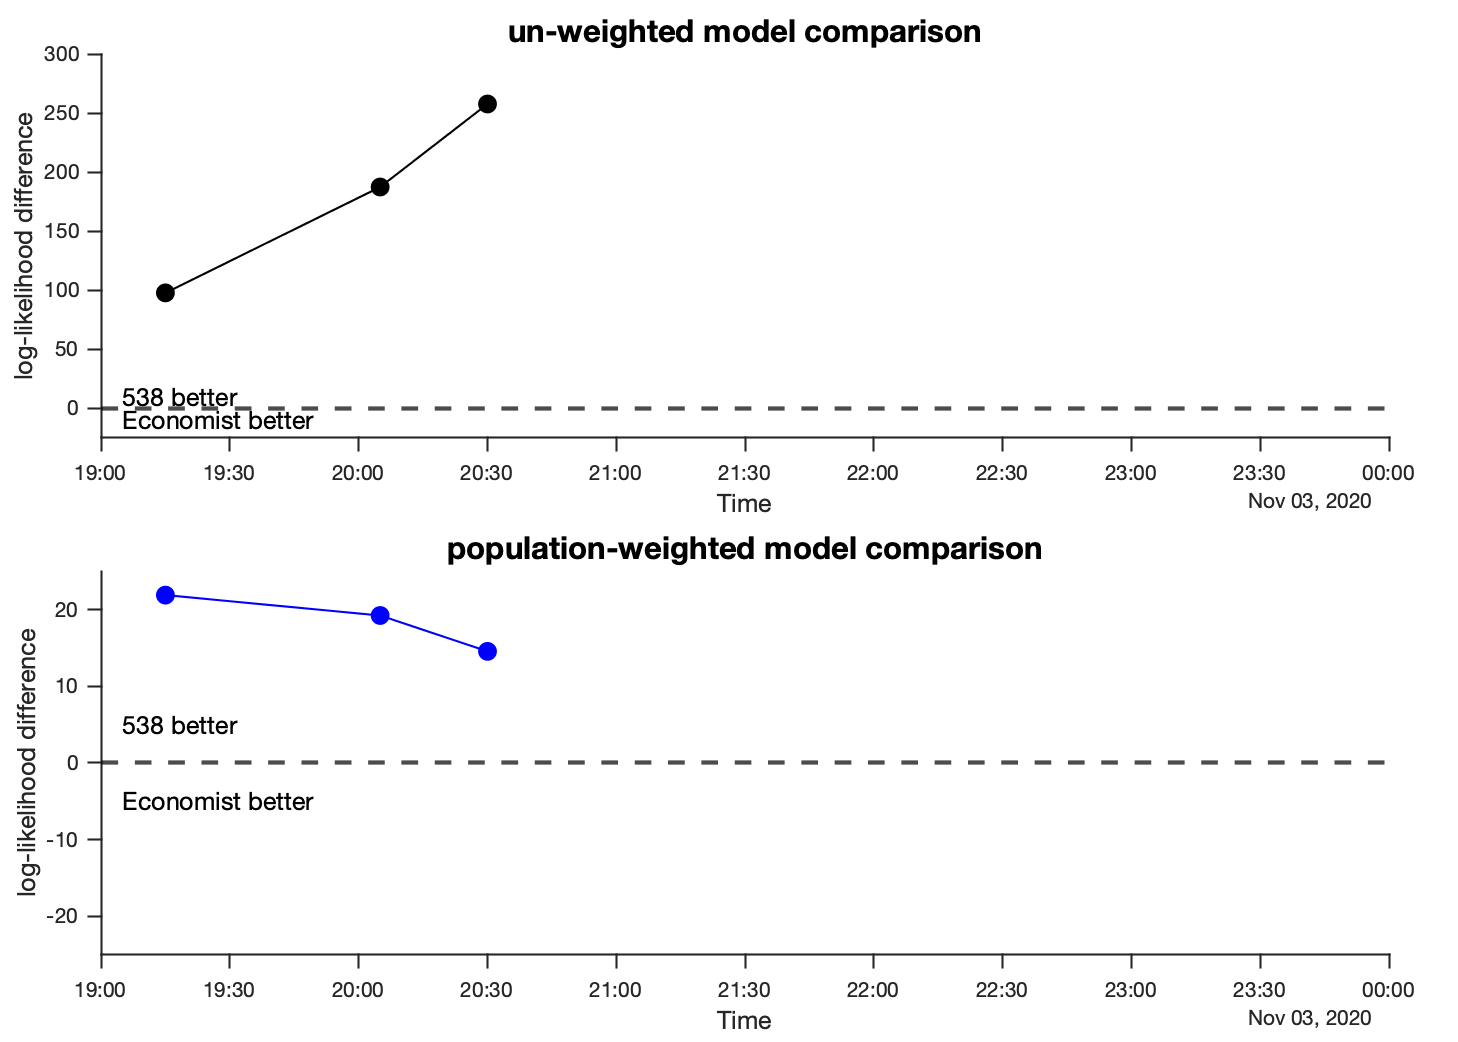 un-weighted model comparison
300
250
200
150
100
50
0
log-likelihood difference
538 better
Economist better
19:00 19:30 20:00 20:30 21:00 21:30 22:00 22:30 23:00 23:30 00:00
Time
Nov 03, 2020
population-weighted model comparison
20
10
0
-10
-20
log-likelihood difference
538 better
Economist better
19:00 19:30 20:00 20:30 21:00 21:30 22:00 22:30 23:00 23:30 00:00
Time
Nov 03, 2020